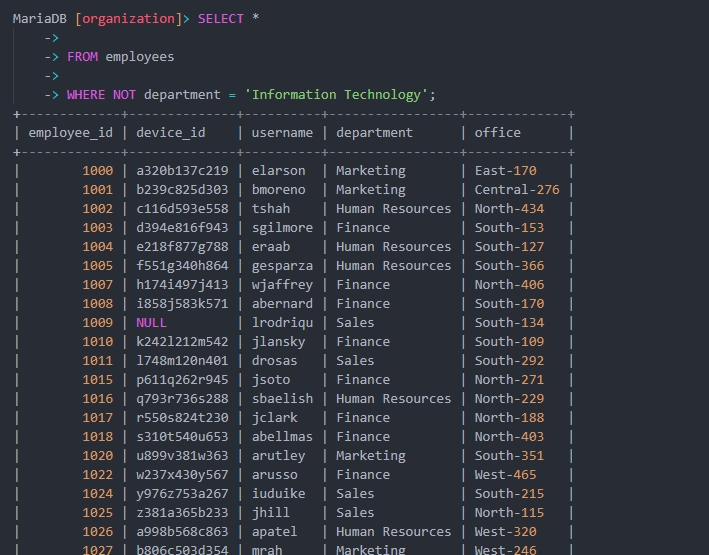 MariaDB [organization]> SELECT *
    ->
    -> FROM employees
    ->
    -> WHERE NOT department = 'Information Technology';
+-------------+--------------+----------+-----------------+-------------+
| employee_id | device_id    | username | department      | office      |
+-------------+--------------+----------+-----------------+-------------+
|        1000 | a320b137c219 | elarson  | Marketing       | East-170    |
|        1001 | b239c825d303 | bmoreno  | Marketing       | Central-276 |
|        1002 | c116d593e558 | tshah    | Human Resources | North-434   |
|        1003 | d394e816f943 | sgilmore | Finance         | South-153   |
|        1004 | e218f877g788 | eraab    | Human Resources | South-127   |
|        1005 | f551g340h864 | gesparza | Human Resources | South-366   |
|        1007 | h174i497j413 | wjaffrey | Finance         | North-406   |
|        1008 | i858j583k571 | abernard | Finance         | South-170   |
|        1009 | NULL         | lrodriqu | Sales           | South-134   |
|        1010 | k242l212m542 | jlansky  | Finance         | South-109   |
|        1011 | l748m120n401 | drosas   | Sales           | South-292   |
|        1015 | p611q262r945 | jsoto    | Finance         | North-271   |
|        1016 | q793r736s288 | sbaelish | Human Resources | North-229   |
|        1017 | r550s824t230 | jclark   | Finance         | North-188   |
|        1018 | s310t540u653 | abellmas | Finance         | North-403   |
|        1020 | u899v381w363 | arutley  | Marketing       | South-351   |
|        1022 | w237x430y567 | arusso   | Finance         | West-465    |
|        1024 | y976z753a267 | iuduike  | Sales           | South-215   |
|        1025 | z381a365b233 | jhill    | Sales           | North-115   |
|        1026 | a998b568c863 | apatel   | Human Resources | West-320    |
|        1027 | b806c503d354 | mrah     | Marketing       | West-246    |